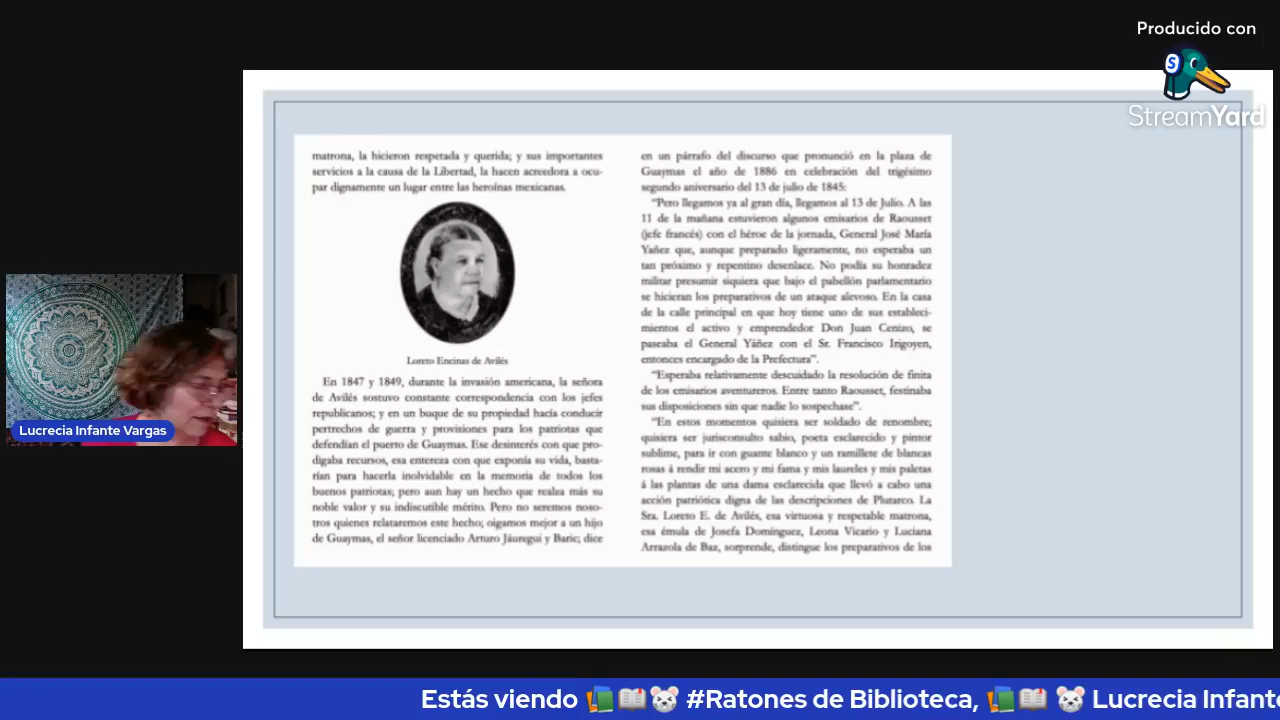 Producido con
StreamYard
matrona, la hicieron respetada y querida; y sus importantes
servicios a la causa de la Libertad, la hacen acreedora a ocu-
par dignamente un lugar entre las heroínas mexicanas.
Loreto Encinas de Avilés
En 1847 y 1849, durante la invasión americana, la señora
de Avilés sostuvo constante correspondencia con los jefes
republicanos; y en un buque de su propiedad hacía conducir
pertrechos de guerra y provisiones para los patriotas que
defendían el puerto de Guaymas. Ese desinterés con que pro-
digaba recursos, esa entereza con que exponía su vida, basta-
rían para hacerla inolvidable en la memoria de todos los
buenos patriotas; pero aun hay un hecho que realza más su
noble valor y su indiscutible mérito. Pero no seremos noso-
tros quienes relataremos este hecho; oigamos mejor a un hijo
de Guaymas, el señor licenciado Arturo Jáuregui y Baric; dice
en un párrafo del discurso que pronunció en la plaza de
Guaymas el año de 1886 en celebración del trigésimo
segundo aniversario del 13 de julio de 1845:
"Pero llegamos ya al gran día, llegamos al 13 de Julio. A las
11 de la mañana estuvieron algunos emisarios de Raousset
(jefe francés) con el héroe de la jornada, General José María
Yañez que, aunque preparado ligeramente, no esperaba un
tan próximo y repentino desenlace. No podía su honradez
militar presumir siquiera que bajo el pabellón parlamentario
se hicieran los preparativos de un ataque alevoso. En la casa
de la calle principal en que hoy tiene uno de sus estableci-
mientos el activo y emprendedor Don Juan Cenizo, se
paseaba el General Yáñez con el Sr. Francisco Irigoyen,
entonces encargado de la Prefectura".
"Esperaba relativamente descuidado la resolución de finita
de los emisarios aventureros. Entre tanto Raousset, festinaba
sus disposiciones sin que nadie lo sospechase".
"En estos momentos quisiera ser soldado de renombre;
quisiera ser jurisconsulto sabio, poeta esclarecido y pintor
sublime, para ir con guante blanco y un ramillete de blancas
rosas á rendir mi acero y mi fama y mis laureles y mis paletas
á las plantas de una dama esclarecida que llevó a cabo una
acción patriótica digna de las descripciones de Plutarco. La
Sra. Loreto E. de Avilés, esa virtuosa y respetable matrona,
esa émula de Josefa Domínguez, Leona Vicario y Luciana
Arrazola de Baz, sorprende, distingue los preparativos de los
Lucrecia Infante Vargas
Estás viendo 📚📖🐭 #Ratones de Biblioteca, 📚📖 🐭 Lucrecia Infante